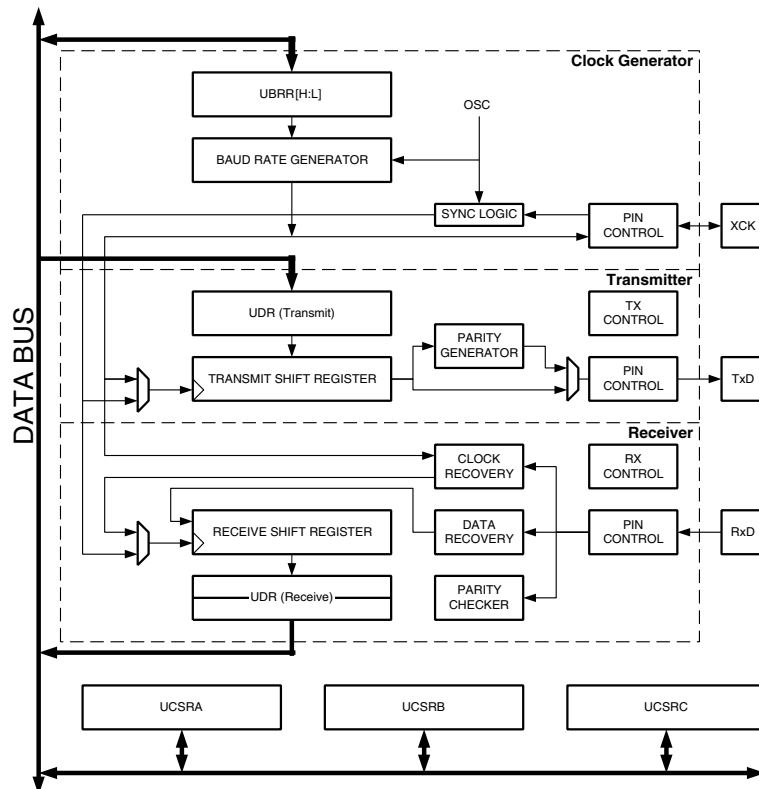 Clock Generator
UBRR[H:L]
OSC
BAUD RATE GENERATOR
SYNC LOGIC
PIN
CONTROL
XCK
Transmitter
UDR (Transmit)
TX
CONTROL
PARITY
GENERATOR
TRANSMIT SHIFT REGISTER
PIN
CONTROL
TxD
DATA BUS
Receiver
CLOCK
RECOVERY
RX
CONTROL
RECEIVE SHIFT REGISTER
DATA
RECOVERY
PIN
CONTROL
RxD
UDR (Receive)
PARITY
CHECKER
UCSRA
UCSRB
UCSRC